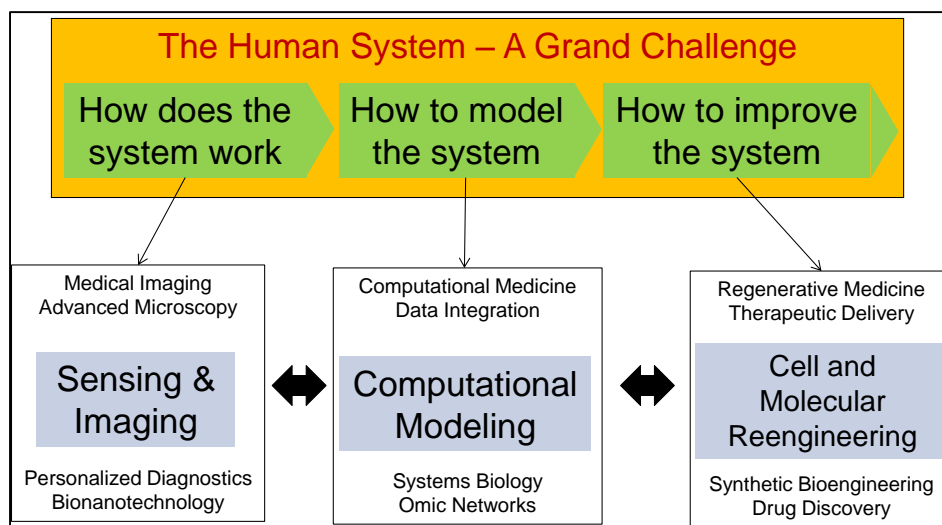 The Human System – A Grand Challenge
How does the
system work
How to model
the system
How to improve
the system
Medical Imaging
Advanced Microscopy
Sensing &
Imaging
Personalized Diagnostics
Bionanotechnology
Computational Medicine
Data Integration
Computational
Modeling
Systems Biology
Omic Networks
Regenerative Medicine
Therapeutic Delivery
Cell and
Molecular
Reengineering
Synthetic Bioengineering
Drug Discovery